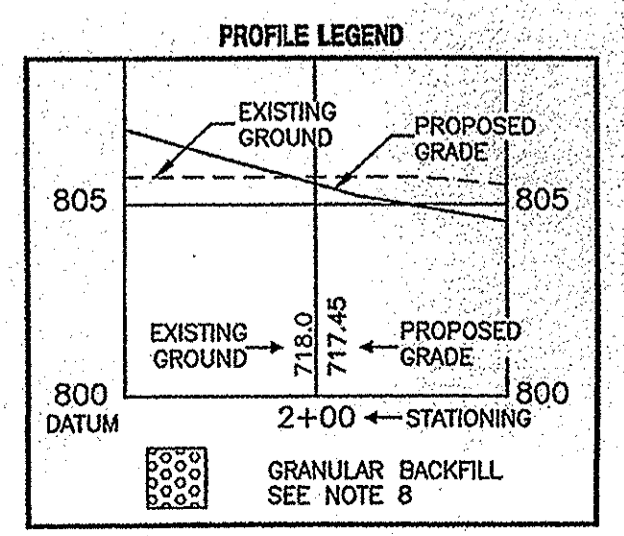 PROFILE LEGEND
EXISTING
GROUND
PROPOSED
GRADE
805
805
EXISTING
GROUND
718.0
717.45
PROPOSED
GRADE
800
DATUM
800
2+00
STATIONING
GRANULAR BACKFILL
SEE NOTE 8